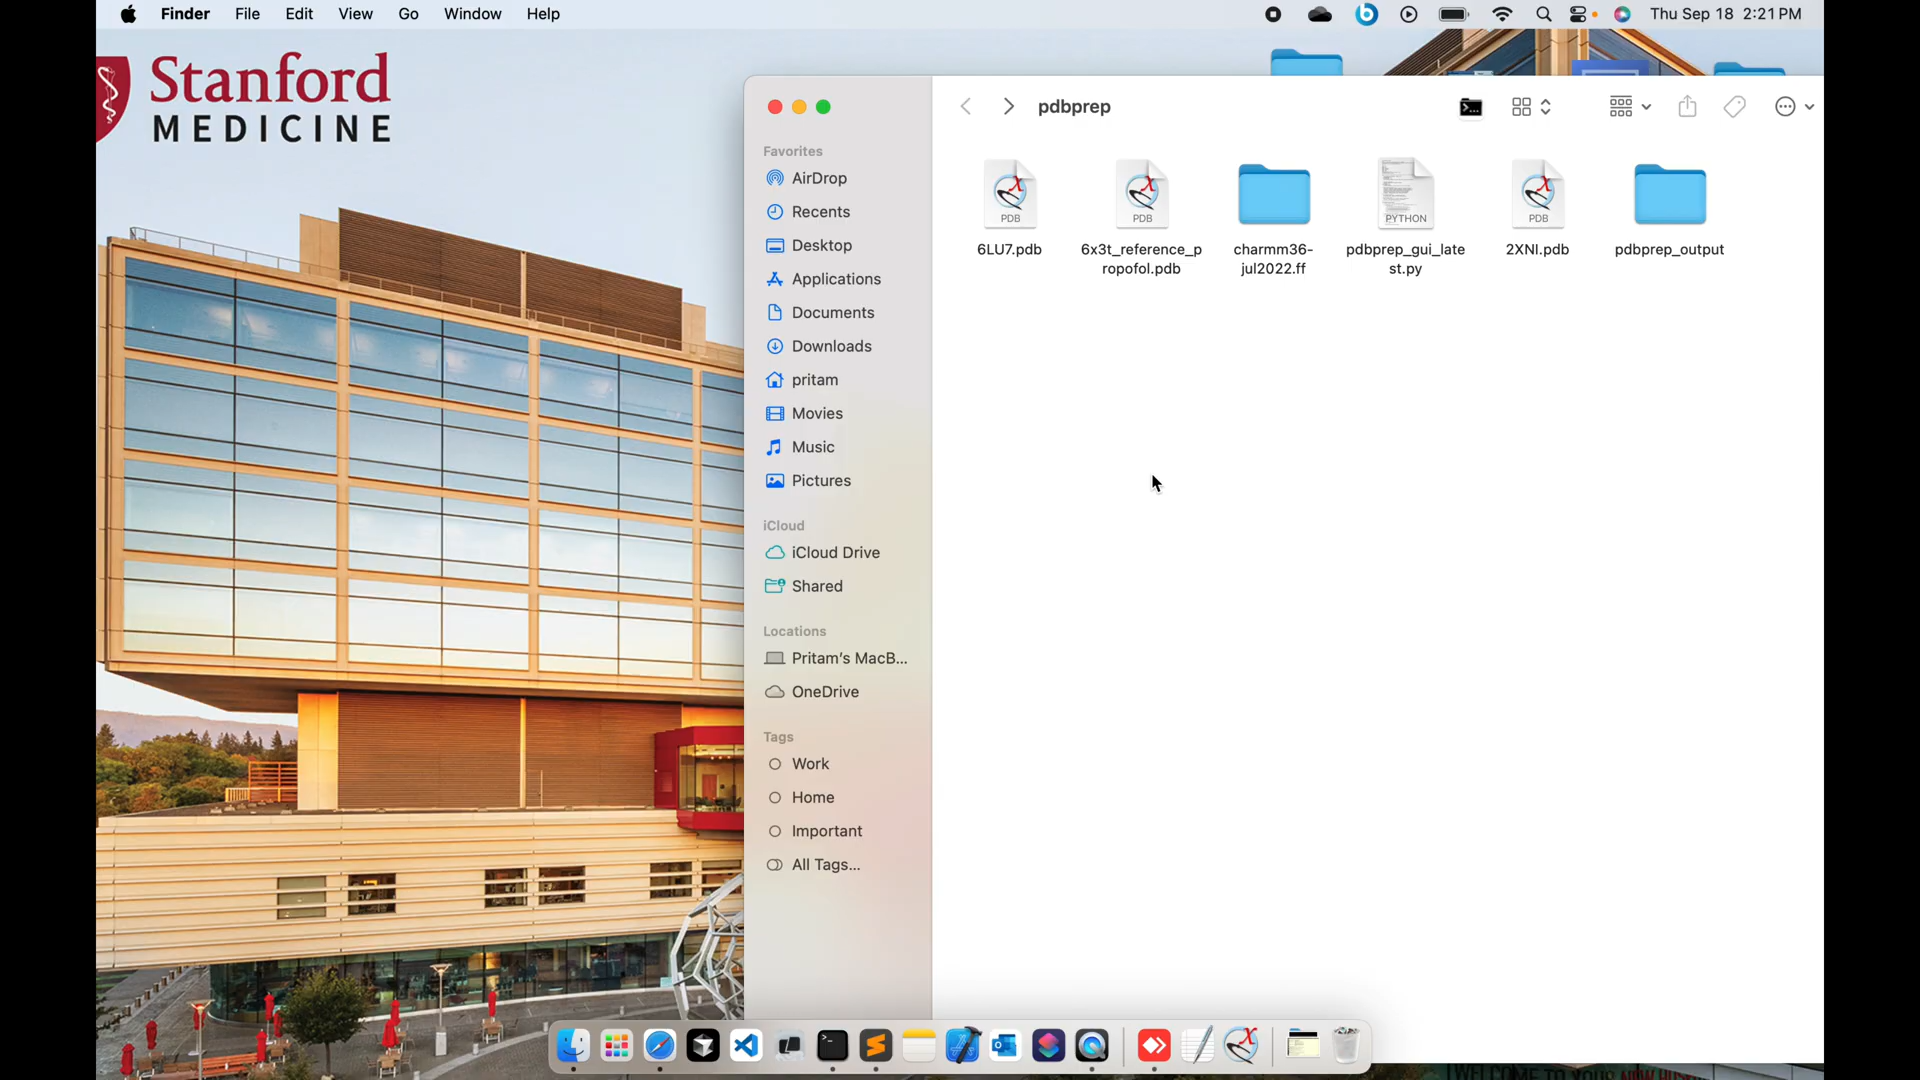 Finder File Edit View Go Window Help
Thu Sep 18 2:21 PM
Stanford
MEDICINE
pdbprep
Favorites
AirDrop
Recents
Desktop
Applications
Documents
Downloads
pritam
Movies
Music
Pictures
iCloud
iCloud Drive
Shared
Locations
Pritam's MacB...
OneDrive
Tags
Work
Home
Important
All Tags...
PDB
6LU7.pdb
PDB
6x3t_reference_p
ropofol.pdb
charmm36-
jul2022.ff
PYTHON
pdbprep_gui_late
st.py
PDB
2XNI.pdb
pdbprep_output